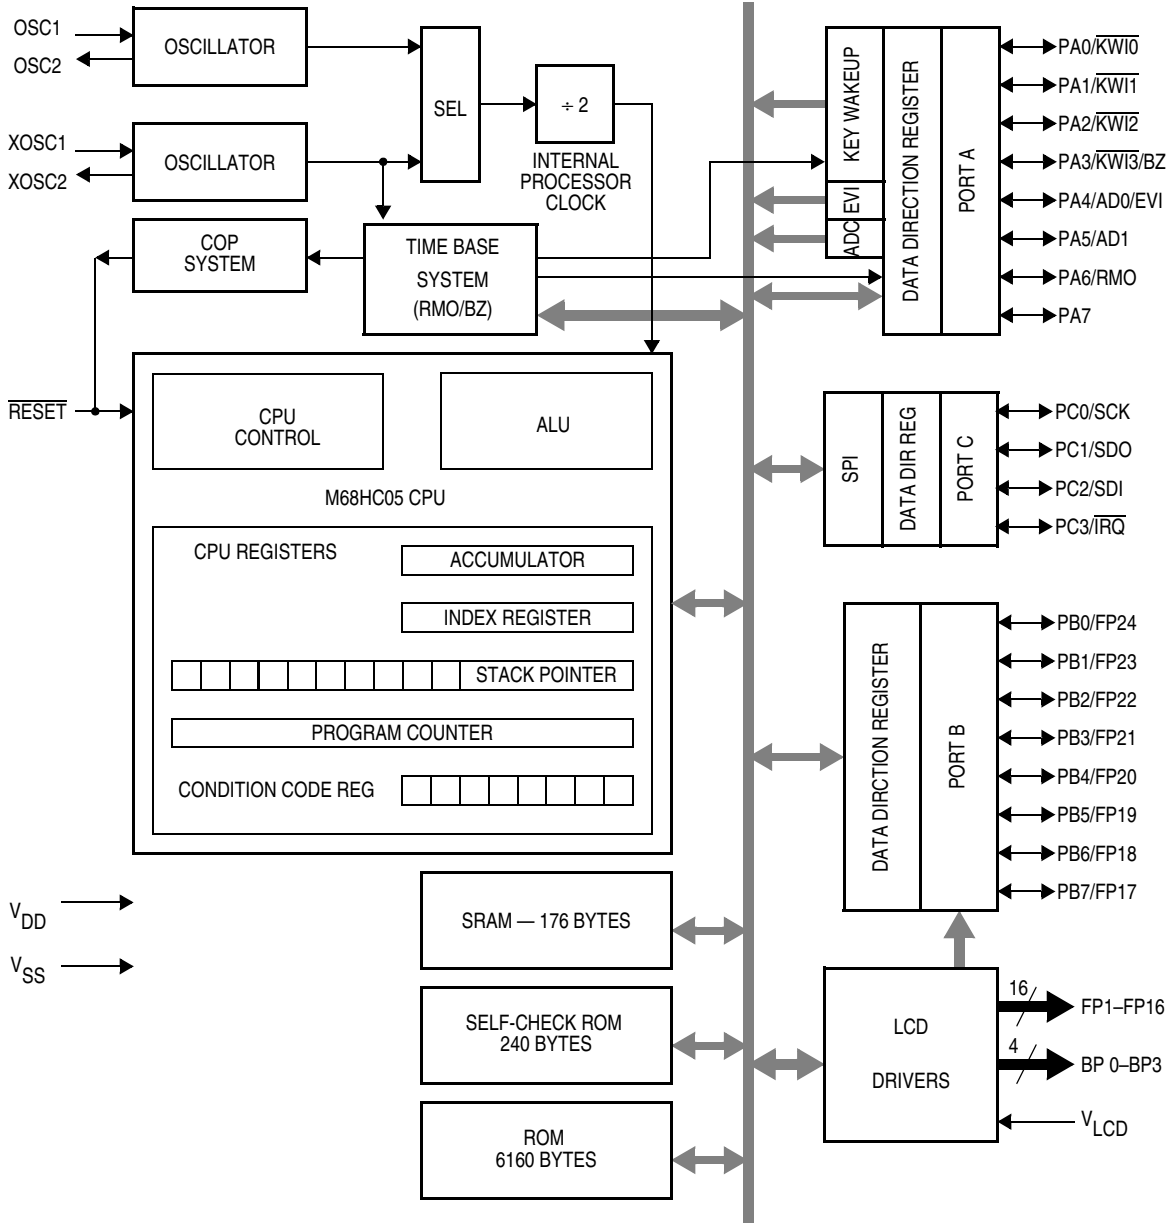 OSC1
OSC2
OSCILLATOR
XOSC1
XOSC2
OSCILLATOR
SEL
÷ 2
INTERNAL
PROCESSOR
CLOCK
COP
SYSTEM
TIME BASE
SYSTEM
(RMO/BZ)
RESET
CPU
CONTROL
ALU
M68HC05 CPU
CPU REGISTERS
ACCUMULATOR
INDEX REGISTER
STACK POINTER
PROGRAM COUNTER
CONDITION CODE REG
VDD
VSS
SRAM — 176 BYTES
SELF-CHECK ROM
240 BYTES
ROM
6160 BYTES
KEY WAKEUP
EVI
ADC
DATA DIRECTION REGISTER
PORT A
PA0/KWI0
PA1/KWI1
PA2/KWI2
PA3/KWI3/BZ
PA4/AD0/EVI
PA5/AD1
PA6/RMO
PA7
SPI
DATA DIR REG
PORT C
PC0/SCK
PC1/SDO
PC2/SDI
PC3/IRQ
DATA DIRCTION REGISTER
PORT B
PB0/FP24
PB1/FP23
PB2/FP22
PB3/FP21
PB4/FP20
PB5/FP19
PB6/FP18
PB7/FP17
LCD
DRIVERS
16
FP1–FP16
4
BP 0–BP3
VLCD